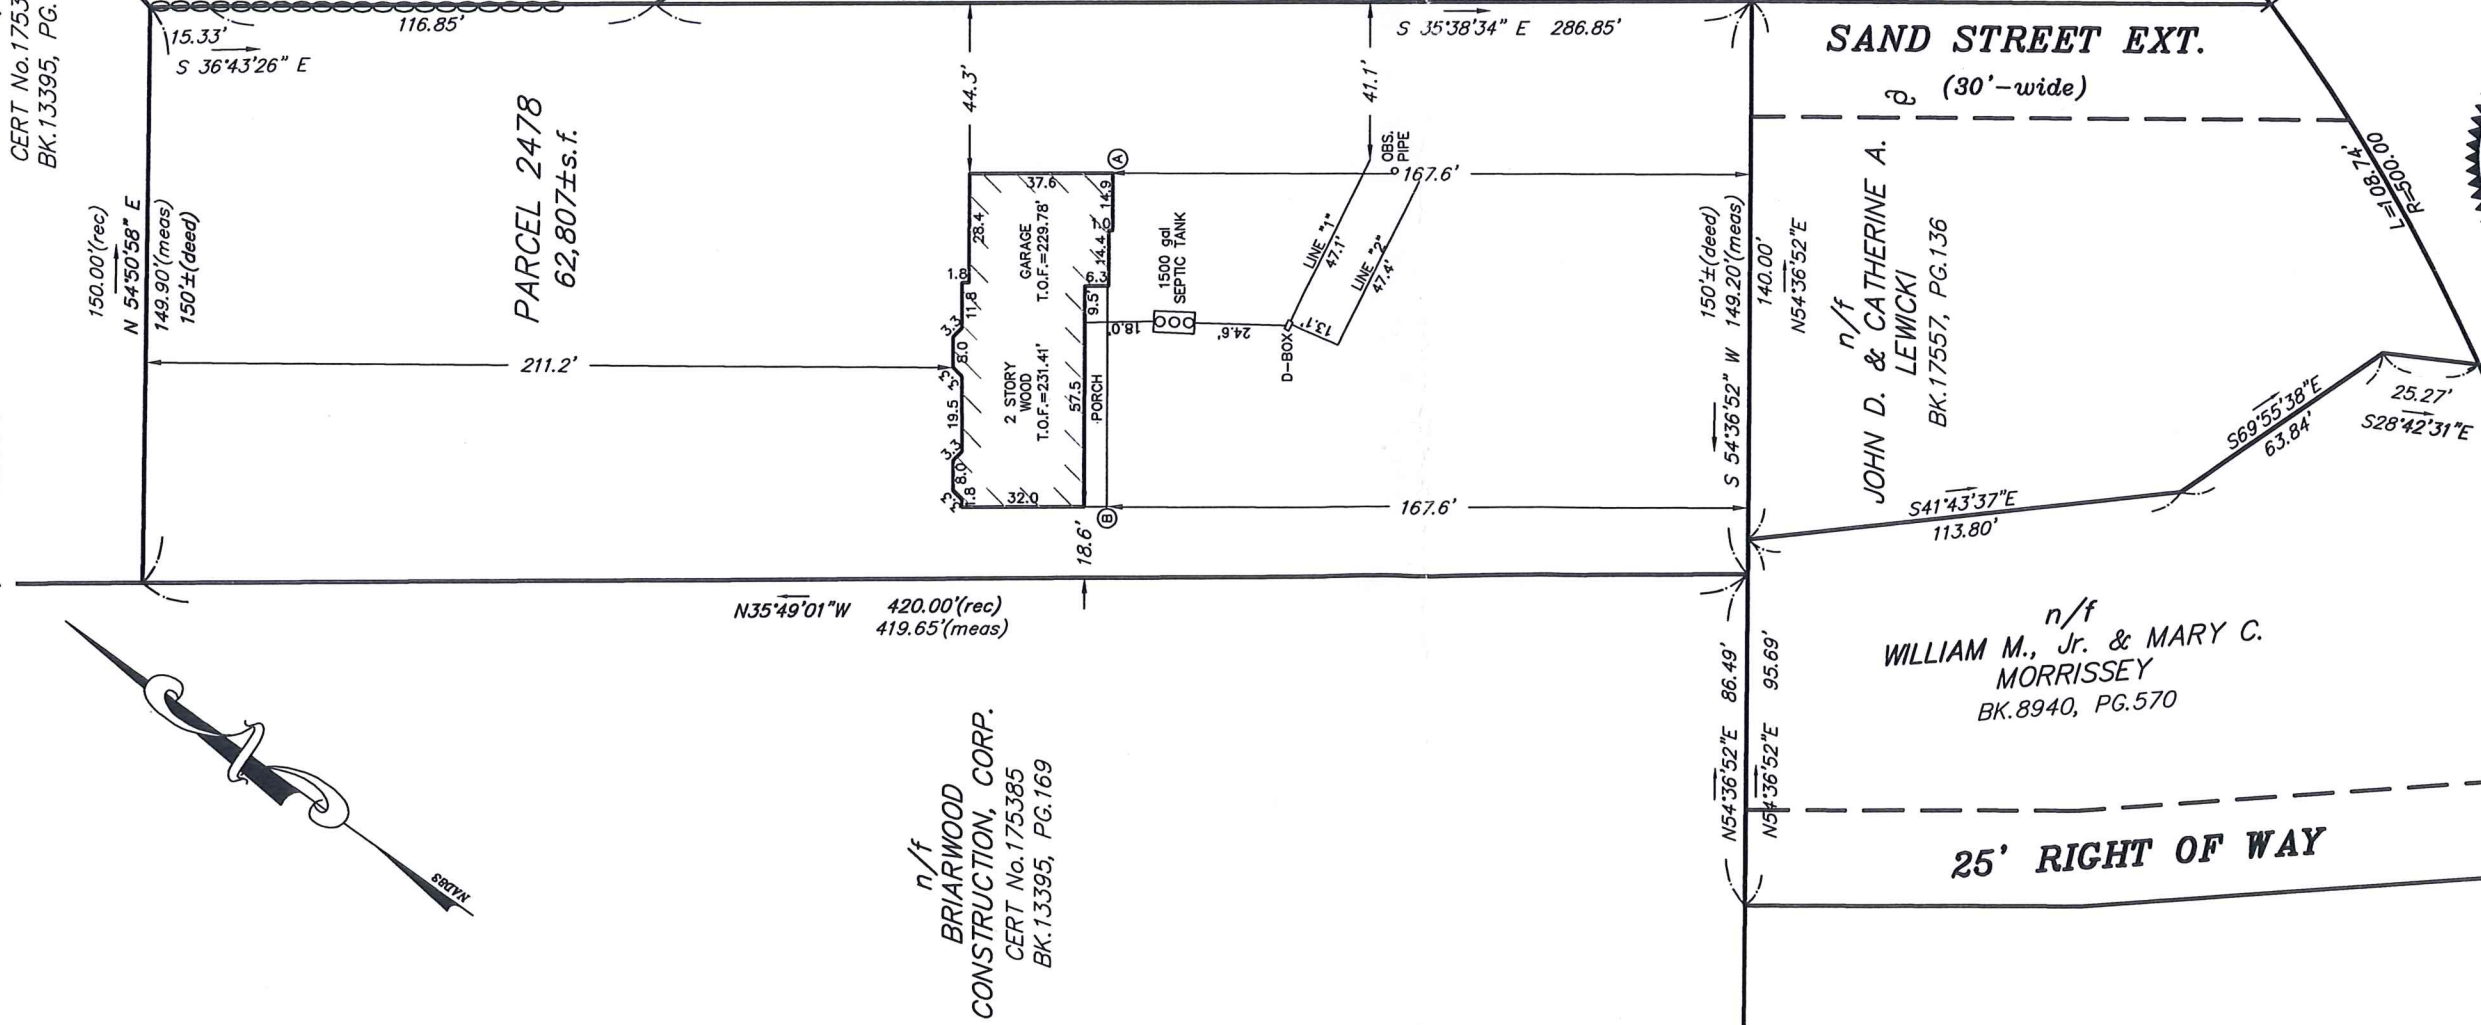 CERT No.1753
BK.13395, PG.
15.33'
S 36°43'26" E
116.85'
S 35°38'34" E 286.85'
SAND STREET EXT.
(30'-wide)
150.00'(rec)
N 54°50'58" E
149.90'(meas)
150'±(deed)
PARCEL 2478
62,807±s.f.
44.3'
41.1'
OBS.
PIPE
A
167.6'
37.6
28.4
GARAGE
T.O.F.=229.78'
14.9
14.4
6.3
1.8
11.8
3.3
8.0
19.5
3.3
8.0
1.8
32.0
2 STORY
WOOD
T.O.F.=231.41'
57.5
9.5'
PORCH
B
18.0'
1500 gal
SEPTIC TANK
24.6'
D-BOX
13.1'
LINE "1"
47.1'
LINE "2"
47.4'
211.2'
167.6'
18.6'
150'±(deed)
S 54°36'52" W 149.20'(meas)
140.00'
N54°36'52"E
n/f
JOHN D. & CATHERINE A.
LEWICKI
BK.17557, PG.136
L=108.74'
R=500.00
S69°55'38"E
63.84'
25.27'
S28°42'31"E
S41°43'37"E
113.80'
N35°49'01"W 420.00'(rec)
419.65'(meas)
NAD83
n/f
BRIARWOOD
CONSTRUCTION, CORP.
CERT No.175385
BK.13395, PG.169
N54°36'52"E 86.49'
N54°36'52"E 95.69'
n/f
WILLIAM M., Jr. & MARY C.
MORRISSEY
BK.8940, PG.570
25' RIGHT OF WAY